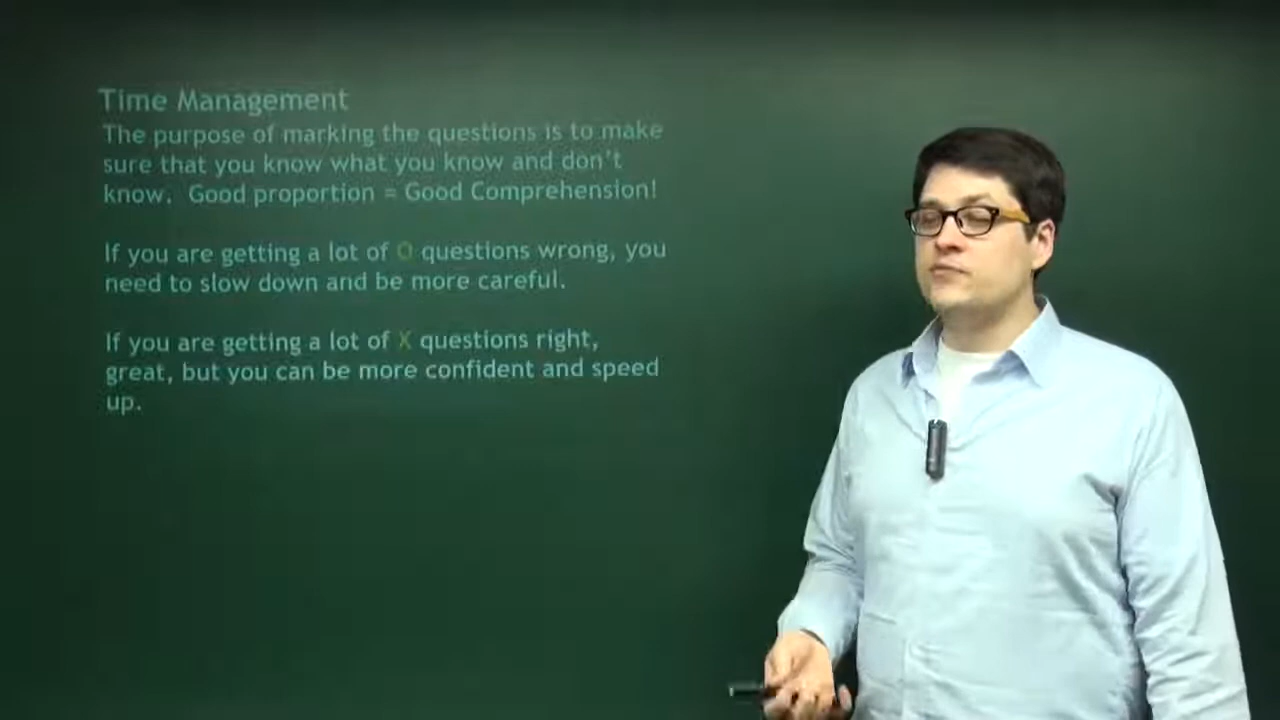 Time Management
The purpose of marking the questions is to make
sure that you know what you know and don't
know. Good proportion = Good Comprehension!
If you are getting a lot of O questions wrong, you
need to slow down and be more careful.
If you are getting a lot of X questions right,
great, but you can be more confident and speed
up.